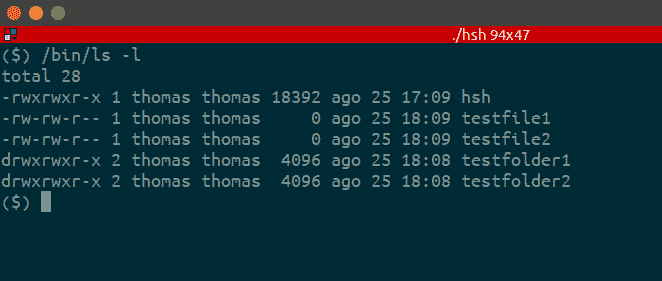 ./hsh 94x47
($) /bin/ls -l
total 28
-rwxrwxr-x 1 thomas thomas 18392 ago 25 17:09 hsh
-rw-rw-r-- 1 thomas thomas     0 ago 25 18:09 testfile1
-rw-rw-r-- 1 thomas thomas     0 ago 25 18:09 testfile2
drwxrwxr-x 2 thomas thomas  4096 ago 25 18:08 testfolder1
drwxrwxr-x 2 thomas thomas  4096 ago 25 18:08 testfolder2
($)